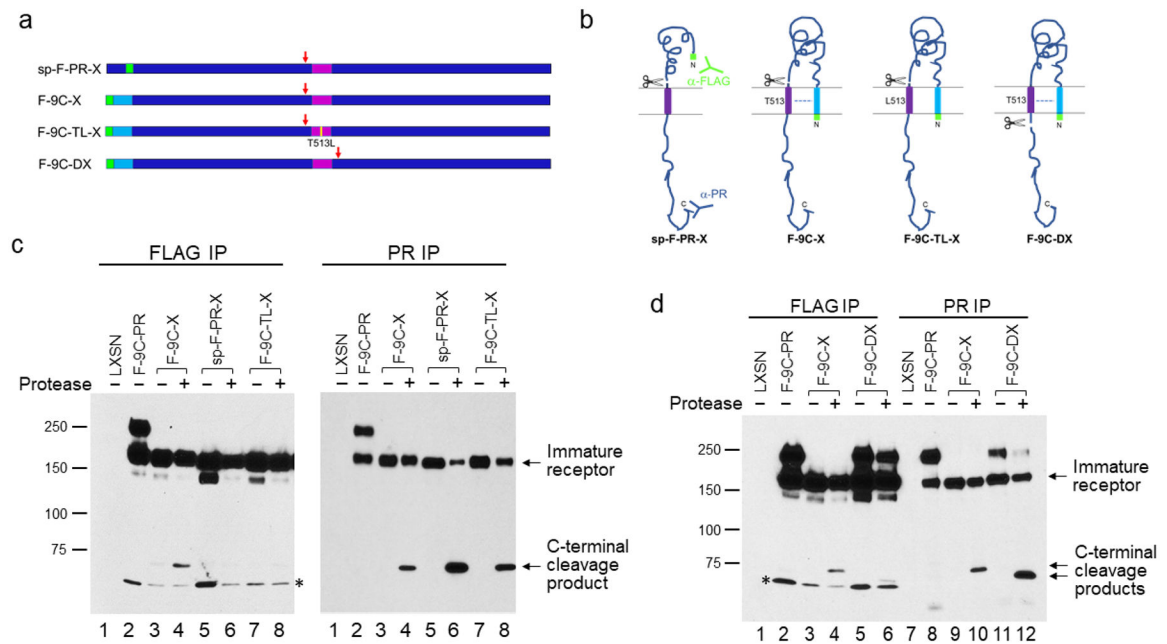 a
sp-F-PR-X
F-9C-X
F-9C-TL-X
T513L
F-9C-DX
b
N
α-FLAG
T513
L513
T513
N
N
N
C
α-PR
C
C
C
sp-F-PR-X
F-9C-X
F-9C-TL-X
F-9C-DX
c
FLAG IP
PR IP
LXSN
F-9C-PR
F-9C-X
sp-F-PR-X
F-9C-TL-X
LXSN
F-9C-PR
F-9C-X
sp-F-PR-X
F-9C-TL-X
Protease – – – + – + – + – – – + – + – +
250
150
100
75
Immature receptor
C-terminal cleavage product
*
1 2 3 4 5 6 7 8 1 2 3 4 5 6 7 8
d
FLAG IP
PR IP
LXSN
F-9C-PR
F-9C-X
F-9C-DX
LXSN
F-9C-PR
F-9C-X
F-9C-DX
Protease – – – + – + – – – + – +
250
150
100
75
Immature receptor
C-terminal cleavage products
*
1 2 3 4 5 6 7 8 9 10 11 12